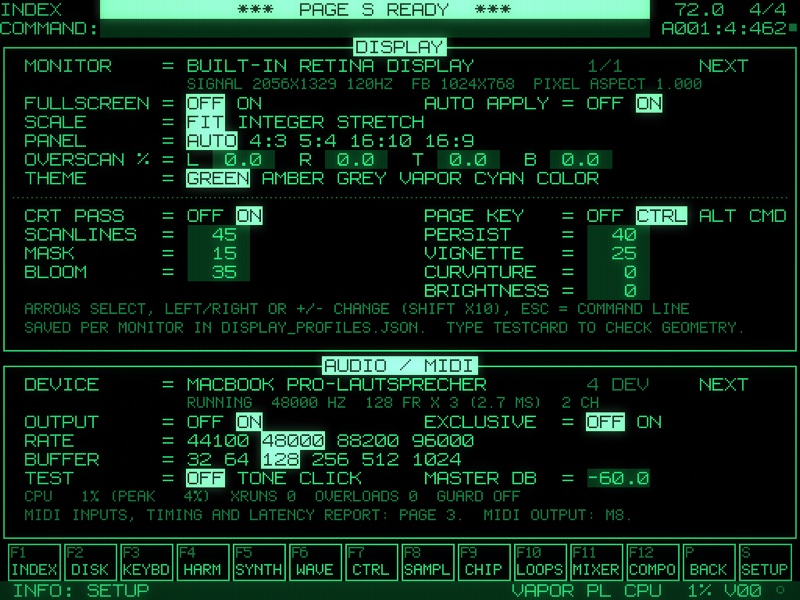 INDEX *** PAGE S READY *** 72.0 4/4
COMMAND: A001:4:462
DISPLAY
MONITOR = BUILT-IN RETINA DISPLAY 1/1 NEXT
SIGNAL 2056X1329 120HZ FB 1024X768 PIXEL ASPECT 1.000
FULLSCREEN = OFF ON AUTO APPLY = OFF ON
SCALE = FIT INTEGER STRETCH
PANEL = AUTO 4:3 5:4 16:10 16:9
OVERSCAN % = L 0.0 R 0.0 T 0.0 B 0.0
THEME = GREEN AMBER GREY VAPOR CYAN COLOR
CRT PASS = OFF ON PAGE KEY = OFF CTRL ALT CMD
SCANLINES = 45 PERSIST = 40
MASK = 15 VIGNETTE = 25
BLOOM = 35 CURVATURE = 0
BRIGHTNESS = 0
ARROWS SELECT, LEFT/RIGHT OR +/- CHANGE (SHIFT X10), ESC = COMMAND LINE
SAVED PER MONITOR IN DISPLAY_PROFILES.JSON. TYPE TESTCARD TO CHECK GEOMETRY.
AUDIO / MIDI
DEVICE = MACBOOK PRO-LAUTSPRECHER 4 DEV NEXT
RUNNING 48000 HZ 128 FR X 3 (2.7 MS) 2 CH
OUTPUT = OFF ON EXCLUSIVE = OFF ON
RATE = 44100 48000 88200 96000
BUFFER = 32 64 128 256 512 1024
TEST = OFF TONE CLICK MASTER DB = -60.0
CPU 1% (PEAK 4%) XRUNS 0 OVERLOADS 0 GUARD OFF
MIDI INPUTS, TIMING AND LATENCY REPORT: PAGE 3. MIDI OUTPUT: M8.
F1 F2 F3 F4 F5 F6 F7 F8 F9 F10 F11 F12 P S
INDEX DISK KEYBD HARM SYNTH WAVE CTRL SAMPL CHIP LOOPS MIXER COMPO BACK SETUP
INFO: SETUP VAPOR PL CPU 1% V00